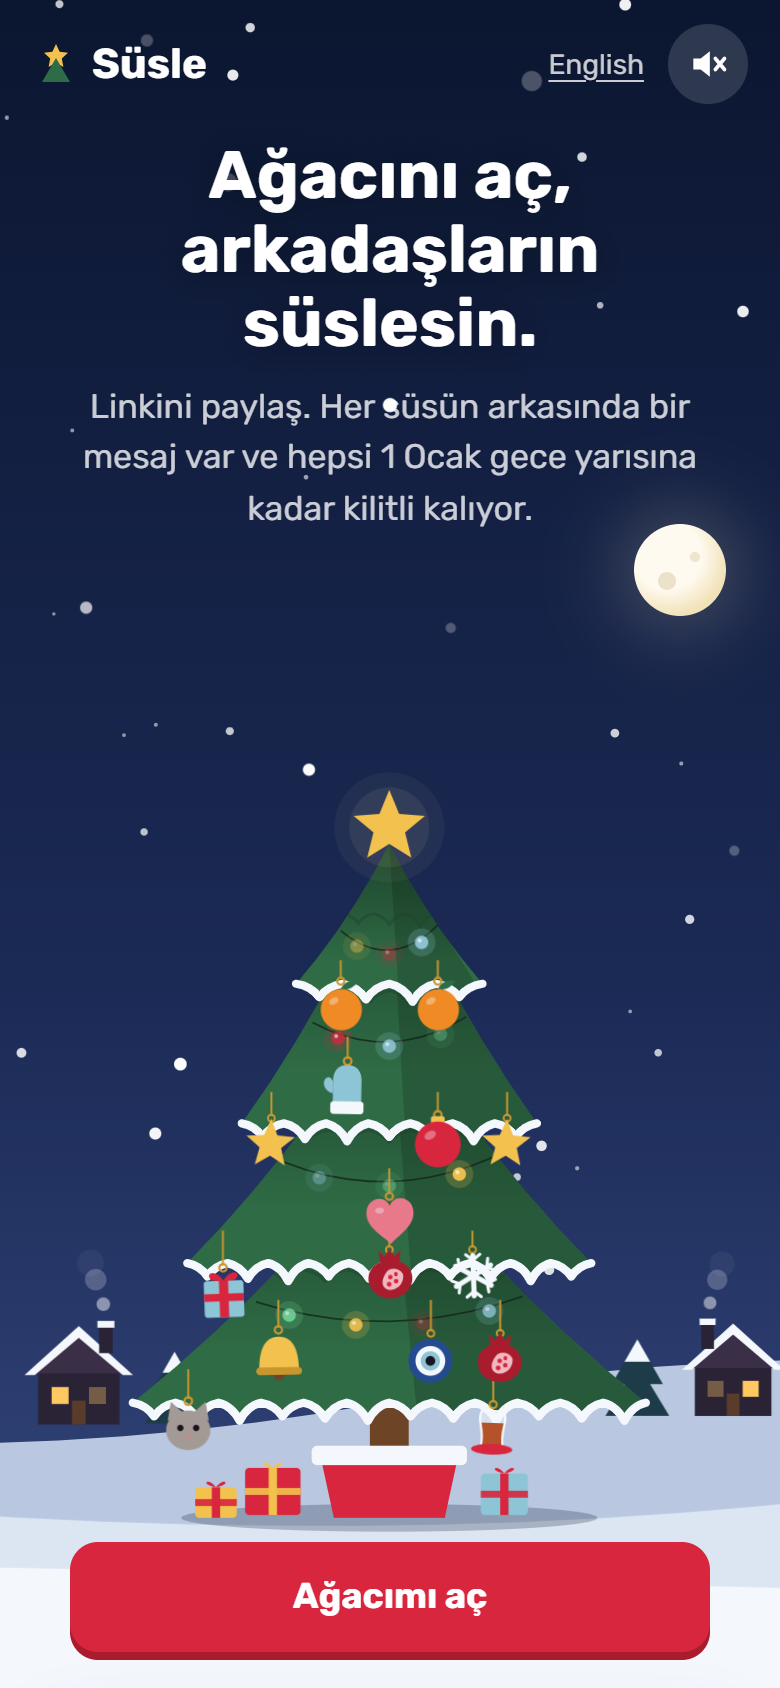 Süsle
English
Ağacını aç,
arkadaşların
süslesin.
Linkini paylaş. Her süsün arkasında bir
mesaj var ve hepsi 1 Ocak gece yarısına
kadar kilitli kalıyor.
Ağacımı aç